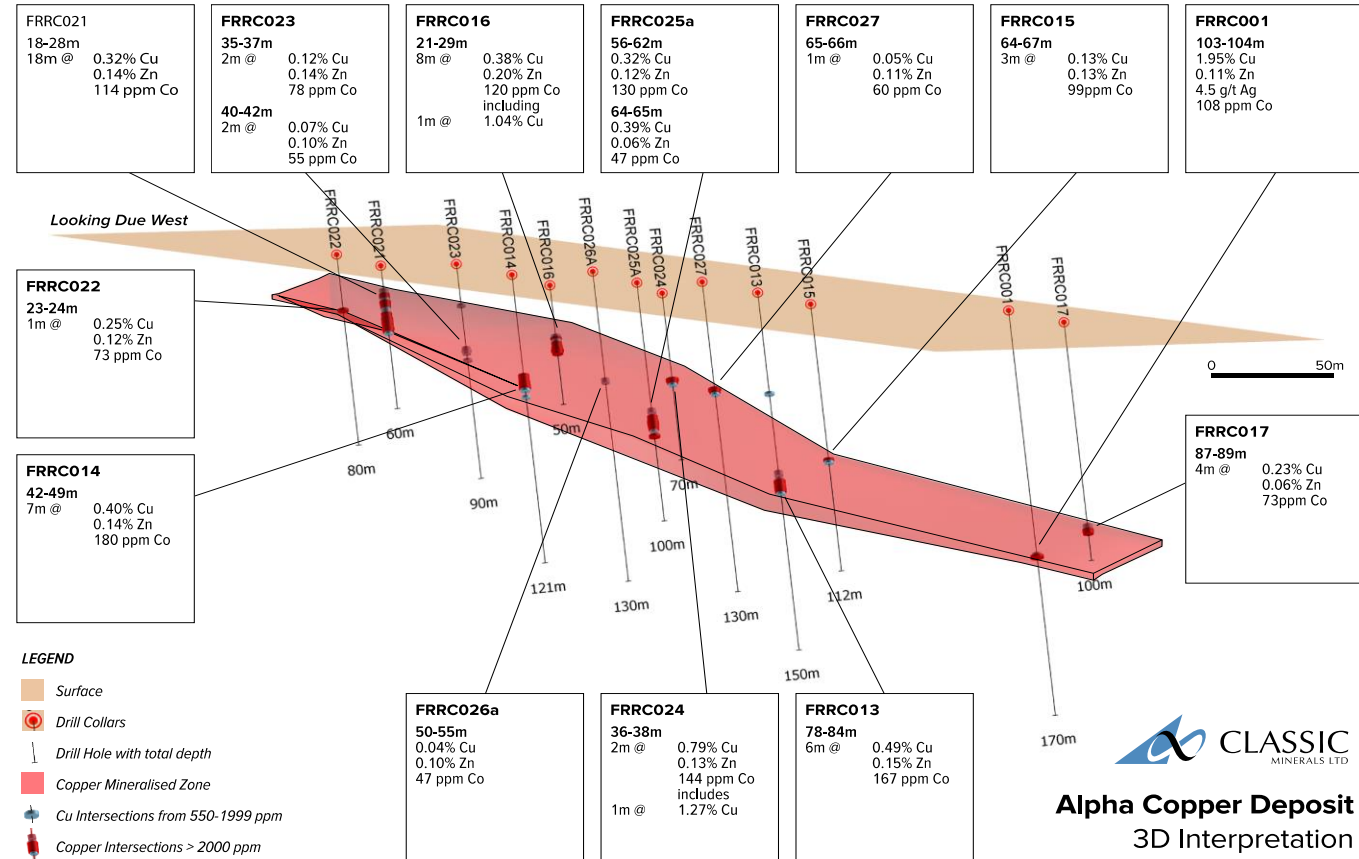 FRRC021
18-28m
18m @ 0.32% Cu
0.14% Zn
114 ppm Co
FRRC023
35-37m
2m @ 0.12% Cu
0.14% Zn
78 ppm Co
40-42m
2m @ 0.07% Cu
0.10% Zn
55 ppm Co
FRRC016
21-29m
8m @ 0.38% Cu
0.20% Zn
120 ppm Co
including
1m @ 1.04% Cu
FRRC025a
56-62m
0.32% Cu
0.12% Zn
130 ppm Co
64-65m
0.39% Cu
0.06% Zn
47 ppm Co
FRRC027
65-66m
1m @ 0.05% Cu
0.11% Zn
60 ppm Co
FRRC015
64-67m
3m @ 0.13% Cu
0.13% Zn
99ppm Co
FRRC001
103-104m
1.95% Cu
0.11% Zn
4.5 g/t Ag
108 ppm Co
Looking Due West
FRRC022
FRRC021
FRRC023
FRRC014
FRRC016
FRRC026A
FRRC025A
FRRC024
FRRC027
FRRC013
FRRC015
FRRC001
FRRC017
FRRC022
23-24m
1m @ 0.25% Cu
0.12% Zn
73 ppm Co
0 50m
60m
80m
50m
90m
70m
100m
121m
130m
130m
112m
150m
100m
170m
FRRC017
87-89m
4m @ 0.23% Cu
0.06% Zn
73ppm Co
FRRC014
42-49m
7m @ 0.40% Cu
0.14% Zn
180 ppm Co
LEGEND
Surface
Drill Collars
Drill Hole with total depth
Copper Mineralised Zone
Cu Intersections from 550-1999 ppm
Copper Intersections > 2000 ppm
FRRC026a
50-55m
0.04% Cu
0.10% Zn
47 ppm Co
FRRC024
36-38m
2m @ 0.79% Cu
0.13% Zn
144 ppm Co
includes
1m @ 1.27% Cu
FRRC013
78-84m
6m @ 0.49% Cu
0.15% Zn
167 ppm Co
CLASSIC
MINERALS LTD
Alpha Copper Deposit
3D Interpretation